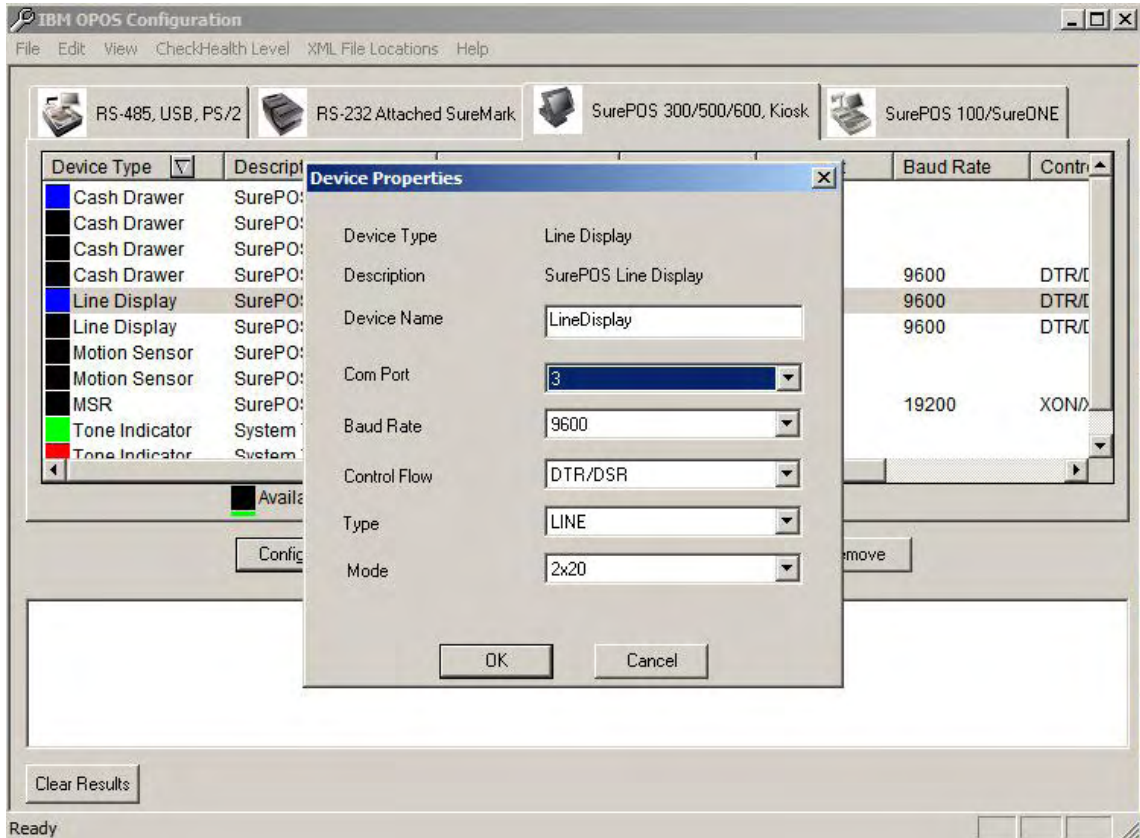 IBM OPOS Configuration
File Edit View CheckHealth Level XML File Locations Help
RS-485, USB, PS/2 RS-232 Attached SureMark SurePOS 300/500/600, Kiosk SurePOS 100/SureONE
Device Type Baud Rate
Cash Drawer
Cash Drawer
Cash Drawer
Cash Drawer 9600
Line Display 9600
Line Display 9600
Motion Sensor
Motion Sensor
MSR 19200
Tone Indicator System
Tone Indicator System
Device Properties
Device Type Line Display
Description SurePOS Line Display
Device Name LineDisplay
Com Port 3
Baud Rate 9600
Control Flow DTR/DSR
Type LINE
Mode 2x20
OK Cancel
Clear Results
Ready